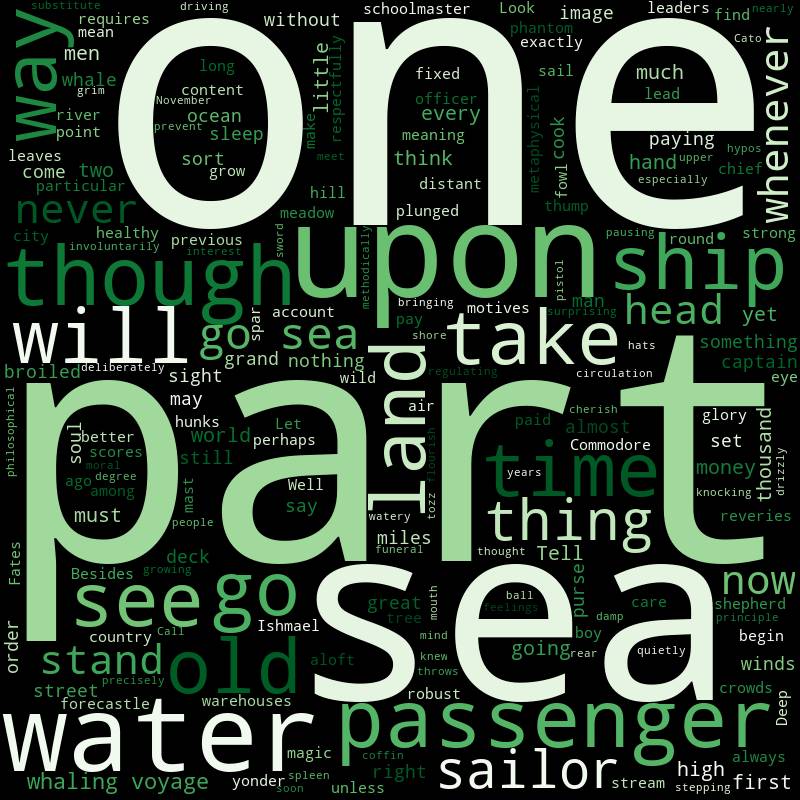 substitute
driving
schoolmaster
Look
image
leaders
find
nearly
requires
without
phantom
Cato
mean
one
exactly
men
way
long
little
respectfully
fixed
sail
much
whenever
whale
grim
content
November
officer
lead
river
ocean
every
metaphysical
cook
point
prevent
sleep
make
meaning
paying
hypos
leaves
sort
think
hand
upper
chief
come
two
grow
meet
fowl
especially
particular
hill
distant
thump
never
meadow
plunged
city
healthy
previous
sword
upon
pausing
round
strong
involuntarily
interest
methodically
though
ship
pistol
bringing
motives
man
surprising
head
yet
will
go
spar
account
sea
pay
shore
take
hats
something
grand
nothing
land
captain
broiled
deliberately
sight
wild
regulating
circulation
eye
philosophical
may
part
air
cherish
glory
hunks
Let
paid
almost
soul
better
world
perhaps
flourish
Commodore
set
thousand
scores
still
moral
degree
time
money
drizzly
ago
among
mast
Well
years
knocking
say
tozz
must
people
watery
thing
reveries
miles
Fates
deck
funeral
thought
Tell
Besides
growing
see
go
great
mouth
ball
purse
care
now
feelings
shepherd
tree
sea
damp
principle
order
country
Call
Ishmael
mind
boy
begin
stand
old
aloft
knew
going
rear
quietly
winds
precisely
throws
street
robust
crowds
Deep
forecastle
warehouses
water
passenger
magic
coffin
right
sailor
always
whaling
voyage
yonder
spleen
soon
unless
stream
high
stepping
first